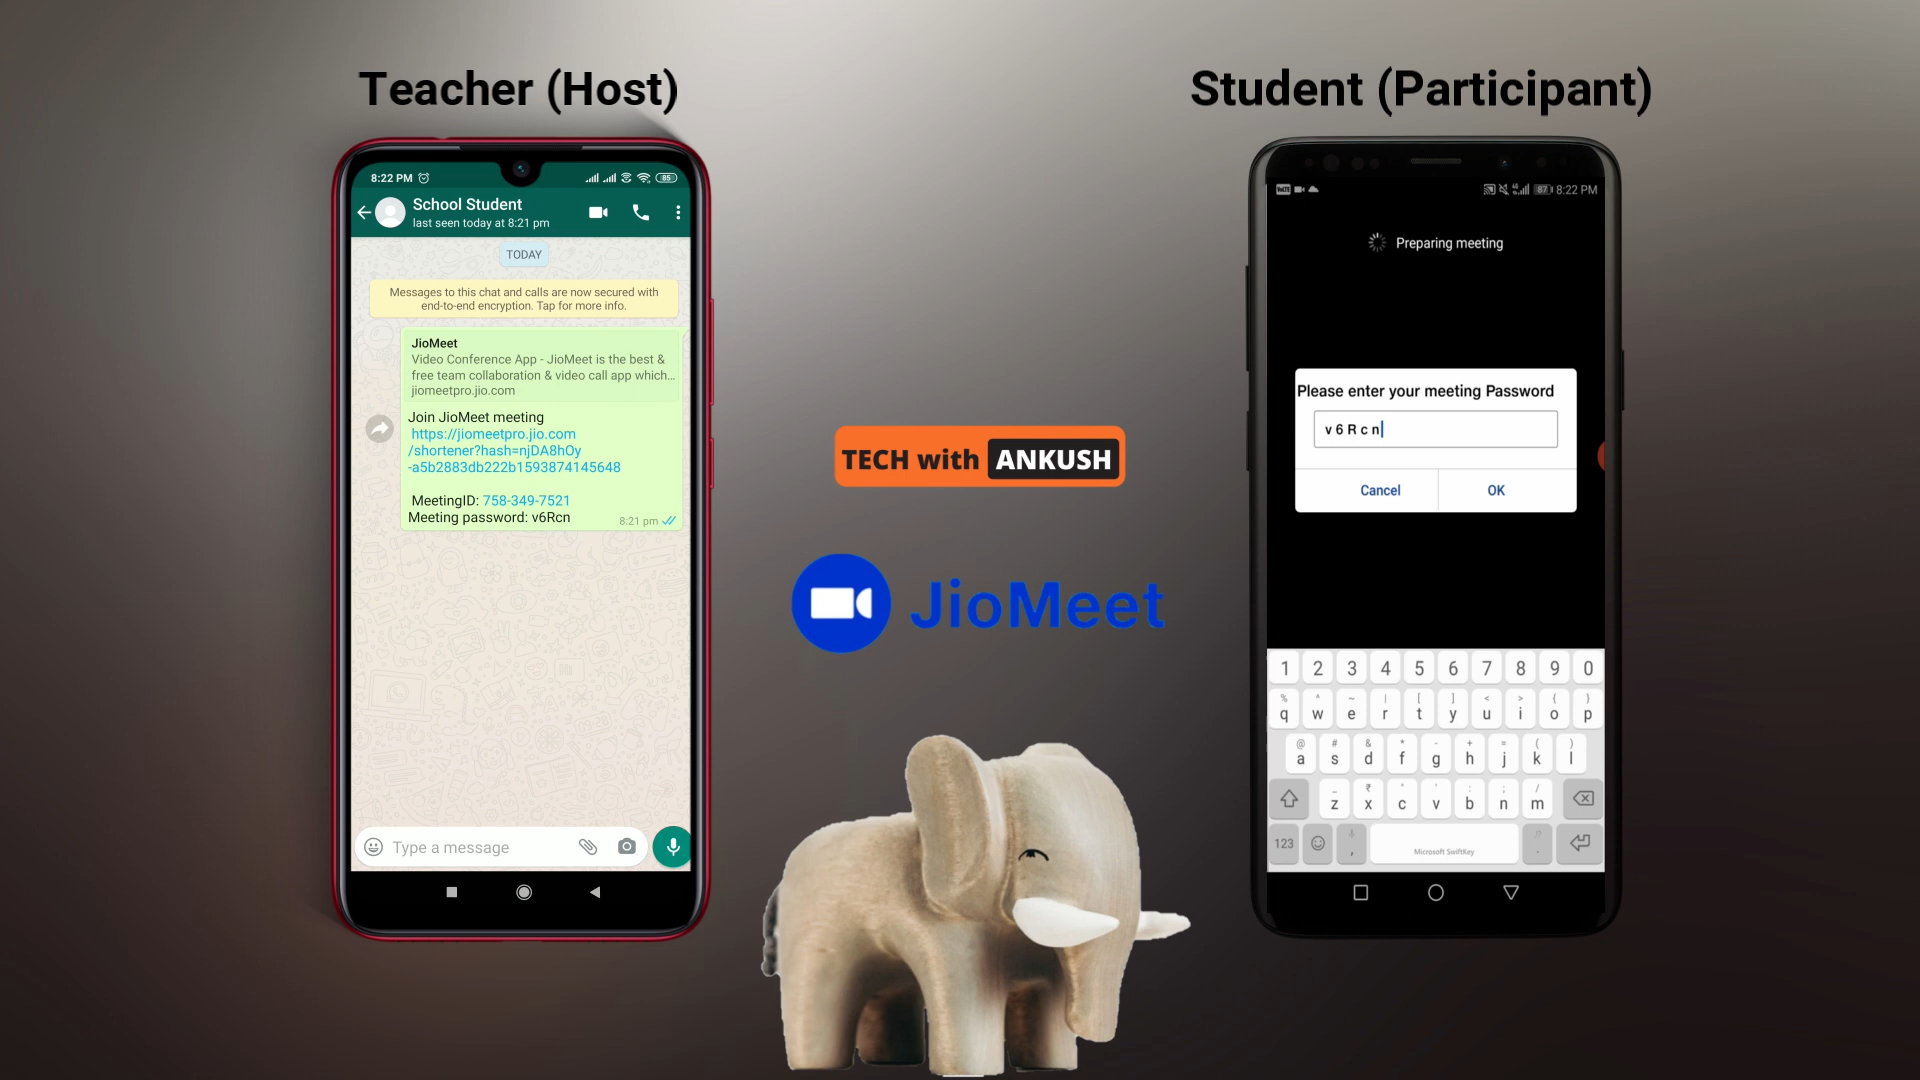 Teacher (Host)
Student (Participant)
8:22 PM
85
School Student
last seen today at 8:21 pm
TODAY
Messages to this chat and calls are now secured with
end-to-end encryption. Tap for more info.
JioMeet
Video Conference App - JioMeet is the best &
free team collaboration & video call app which...
jiomeetpro.jio.com
Join JioMeet meeting
https://jiomeetpro.jio.com
/shortener?hash=njDA8hOy
-a5b2883db222b1593874145648
MeetingID: 758-349-7521
Meeting password: v6Rcn
8:21 pm
Type a message
TECH with ANKUSH
JioMeet
87 8:22 PM
Preparing meeting
Please enter your meeting Password
v6Rcn
Cancel OK
1 2 3 4 5 6 7 8 9 0
% ^ ~ | [ ] < > { }
q w e r t y u i o p
@ # & * - + = ( )
a s d f g h j k l
z x c v b n m
123 , Microsoft SwiftKey .